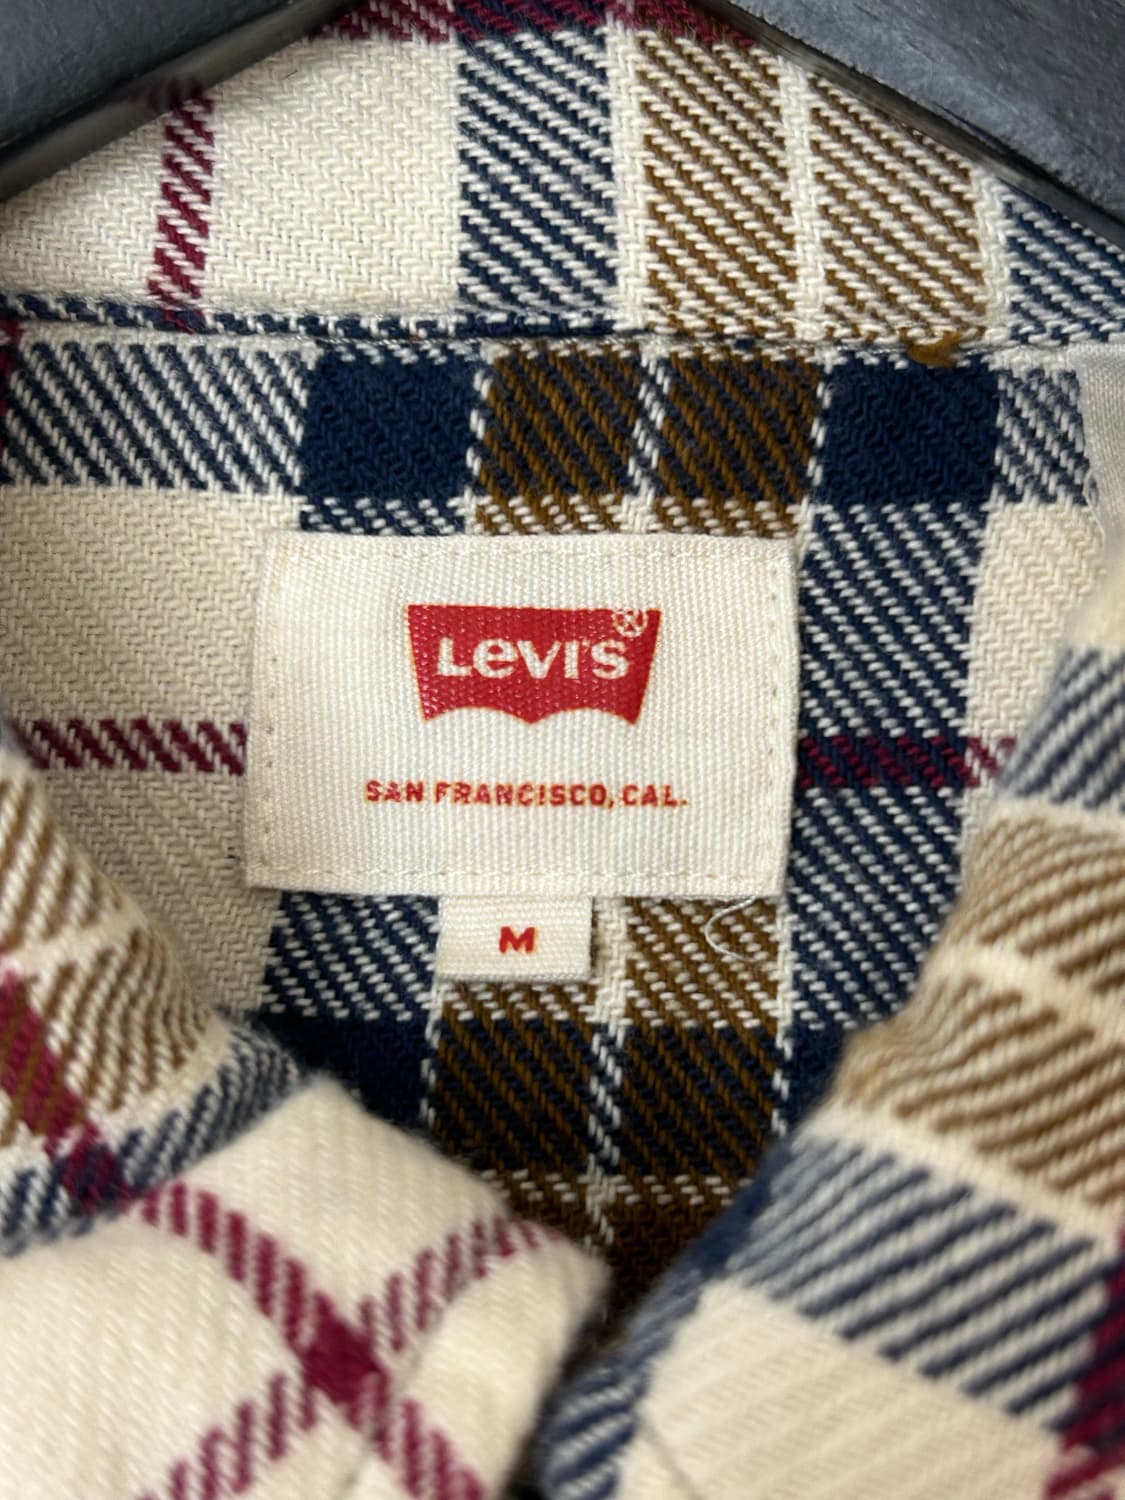 LEVI'S®
SAN FRANCISCO, CAL.
M